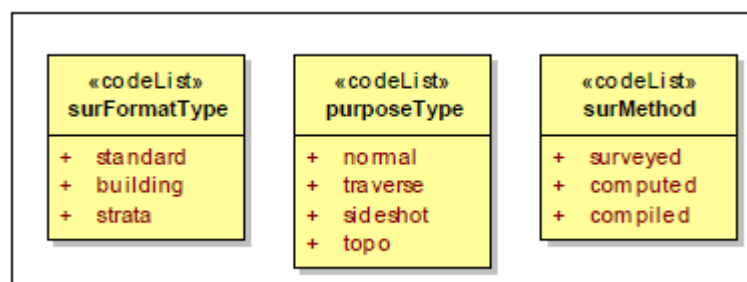 «codeList»
surFormatType
+ standard
+ building
+ strata
«codeList»
purposeType
+ normal
+ traverse
+ sideshot
+ topo
«codeList»
surMethod
+ surveyed
+ computed
+ compiled